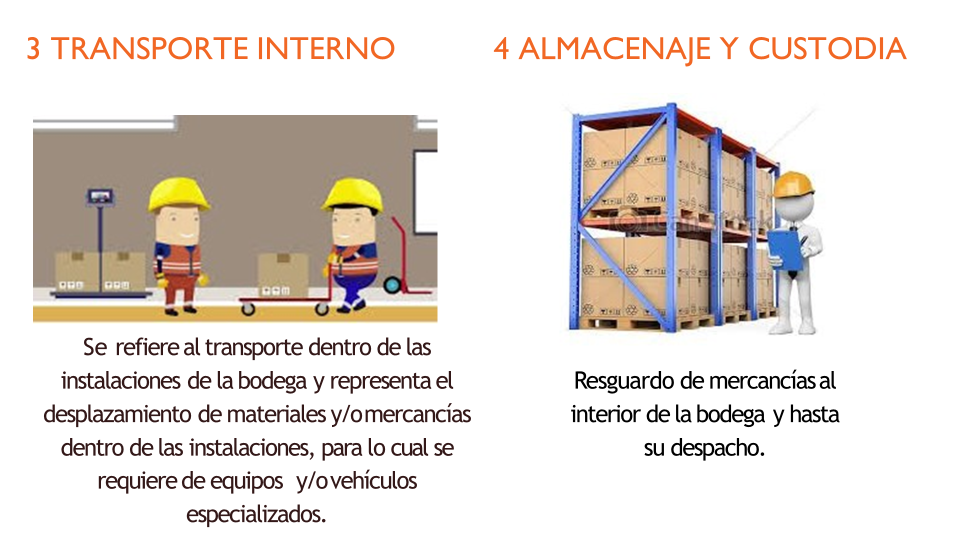 3 TRANSPORTE INTERNO
Se refiere al transporte dentro de las
instalaciones de la bodega y representa el
desplazamiento de materiales y/o mercancías
dentro de las instalaciones, para lo cual se
requiere de equipos y/o vehículos
especializados.
4 ALMACENAJE Y CUSTODIA
Resguardo de mercancías al
interior de la bodega y hasta
su despacho.